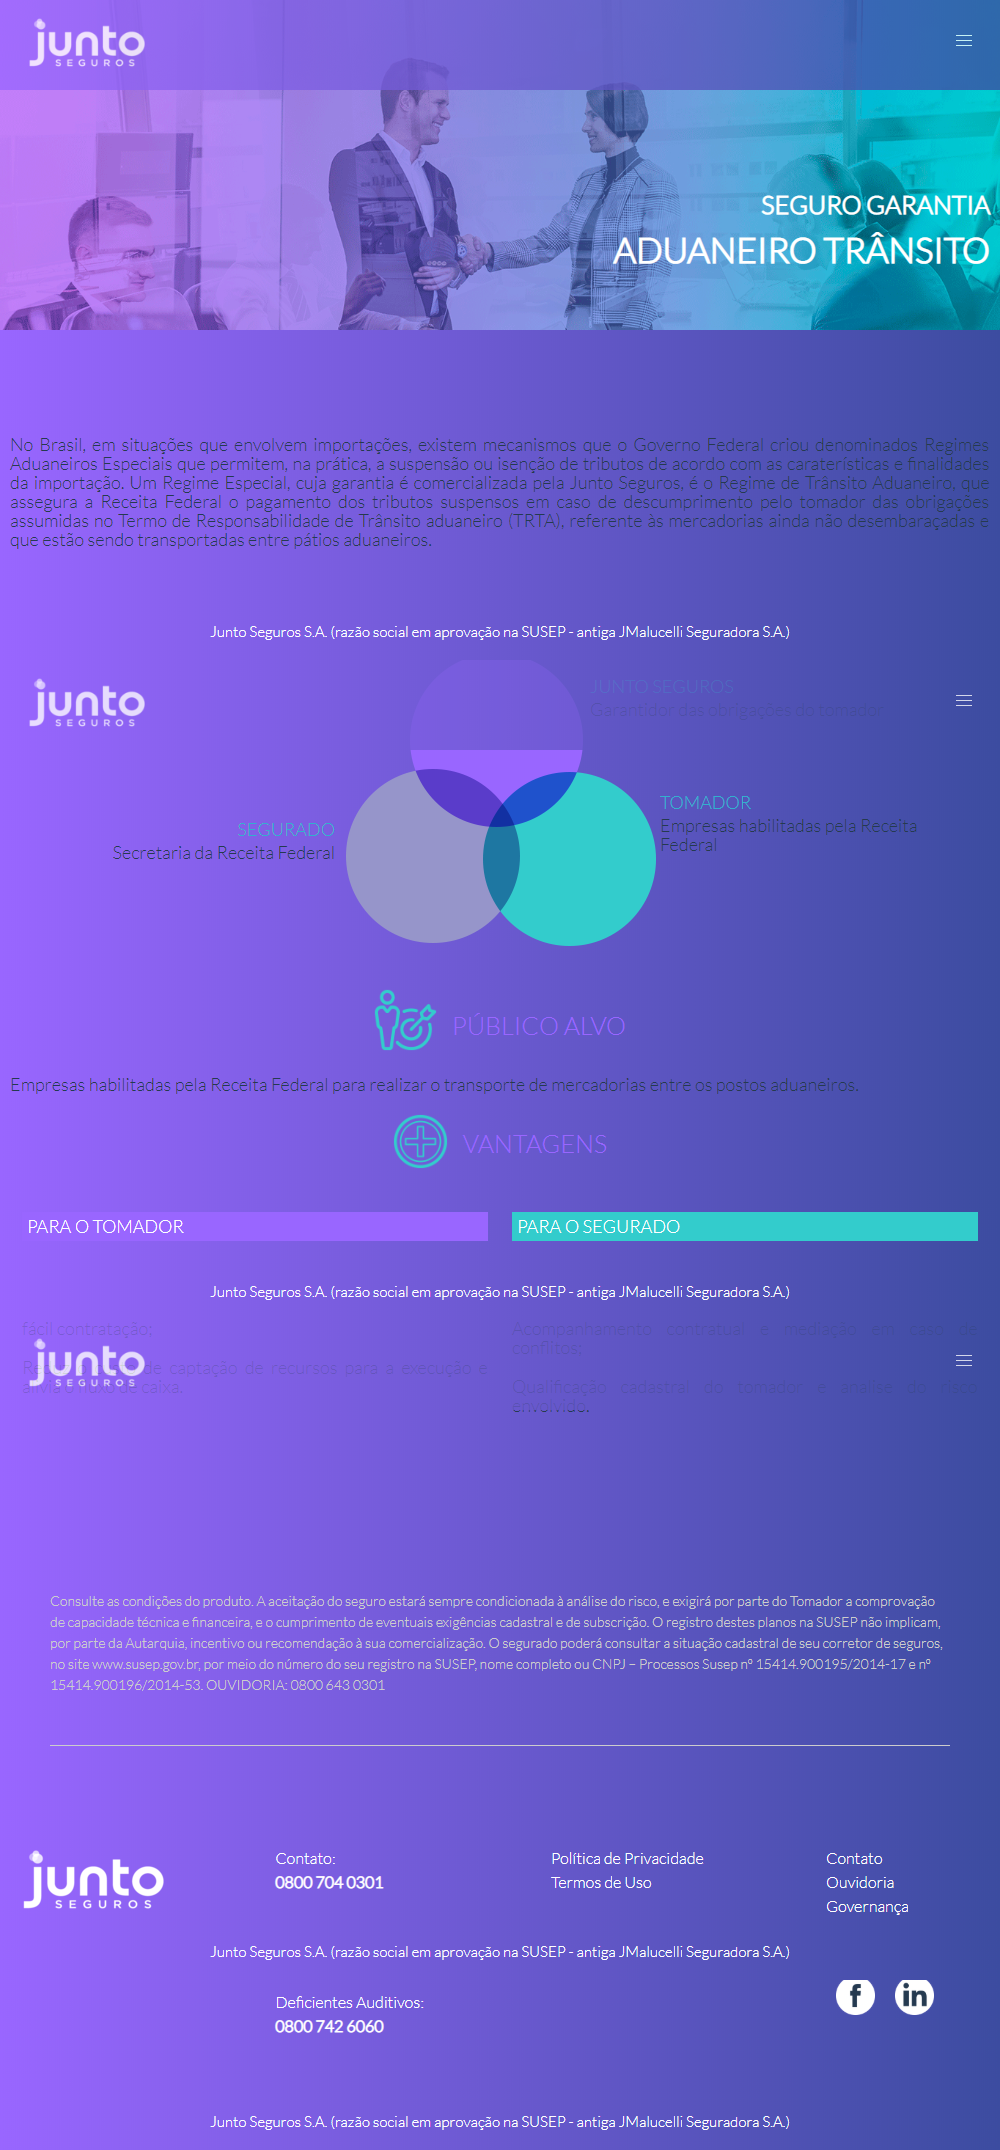 junto
SEGUROS
SEGURO GARANTIA
ADUANEIRO TRÂNSITO
No Brasil, em situações que envolvem importações, existem mecanismos que o Governo Federal criou denominados Regimes
Aduaneiros Especiais que permitem, na prática, a suspensão ou isenção de tributos de acordo com as caraterísticas e finalidades
da importação. Um Regime Especial, cuja garantia é comercializada pela Junto Seguros, é o Regime de Trânsito Aduaneiro, que
assegura a Receita Federal o pagamento dos tributos suspensos em caso de descumprimento pelo tomador das obrigações
assumidas no Termo de Responsabilidade de Trânsito aduaneiro (TRTA), referente às mercadorias ainda não desembaraçadas e
que estão sendo transportadas entre pátios aduaneiros.
Junto Seguros S.A. (razão social em aprovação na SUSEP - antiga JMalucelli Seguradora S.A.)
junto
SEGUROS
JUNTO SEGUROS
Garantidor das obrigações do tomador
TOMADOR
Empresas habilitadas pela Receita
Federal
SEGURADO
Secretaria da Receita Federal
PÚBLICO ALVO
Empresas habilitadas pela Receita Federal para realizar o transporte de mercadorias entre os postos aduaneiros.
VANTAGENS
PARA O TOMADOR
PARA O SEGURADO
Junto Seguros S.A. (razão social em aprovação na SUSEP - antiga JMalucelli Seguradora S.A.)
fácil contratação;
de captação de recursos para a execução e
alivia o fluxo de caixa.
junto
SEGUROS
Acompanhamento contratual e mediação em caso de
conflitos;
Qualificação cadastral do tomador e análise do risco
envolvido.
Consulte as condições do produto. A aceitação do seguro estará sempre condicionada à análise do risco, e exigirá por parte do Tomador a comprovação
de capacidade técnica e financeira, e o cumprimento de eventuais exigências cadastral e de subscrição. O registro destes planos na SUSEP não implicam,
por parte da Autarquia, incentivo ou recomendação à sua comercialização. O segurado poderá consultar a situação cadastral de seu corretor de seguros,
no site www.susep.gov.br, por meio do número do seu registro na SUSEP, nome completo ou CNPJ – Processos Susep nº 15414.900195/2014-17 e nº
15414.900196/2014-53. OUVIDORIA: 0800 643 0301
junto
SEGUROS
Contato:
0800 704 0301
Política de Privacidade
Termos de Uso
Contato
Ouvidoria
Governança
Junto Seguros S.A. (razão social em aprovação na SUSEP - antiga JMalucelli Seguradora S.A.)
Deficientes Auditivos:
0800 742 6060
f
in
Junto Seguros S.A. (razão social em aprovação na SUSEP - antiga JMalucelli Seguradora S.A.)